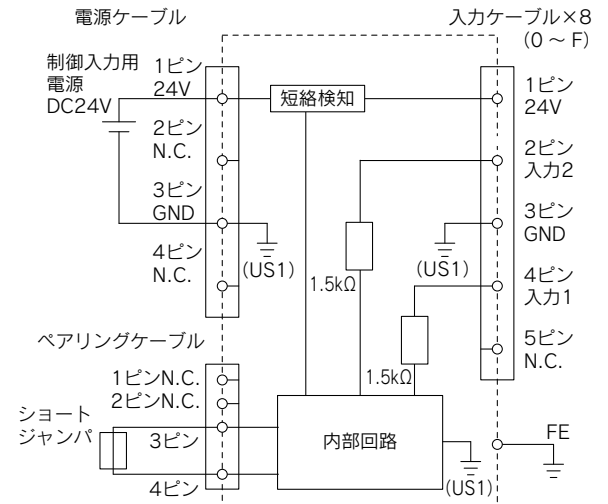 電源ケーブル
入力ケーブル×8
(0 ~ F)
制御入力用
電源
DC24V
1ピン
24V
2ピン
N.C.
3ピン
GND
4ピン
N.C.
短絡検知
(US1)
1.5kΩ
(US1)
1.5kΩ
1ピン
24V
2ピン
入力2
3ピン
GND
4ピン
入力1
5ピン
N.C.
ペアリングケーブル
1ピンN.C.
2ピンN.C.
ショート
ジャンパ
3ピン
4ピン
内部回路
(US1)
FE